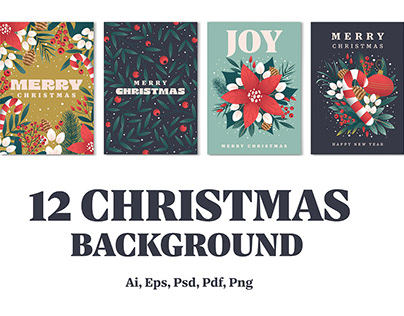 MERRY
CHRISTMAS
MERRY
CHRISTMAS
JOY
MERRY CHRISTMAS
MERRY
CHRISTMAS
HAPPY NEW YEAR
12 CHRISTMAS
BACKGROUND
Ai, Eps, Psd, Pdf, Png